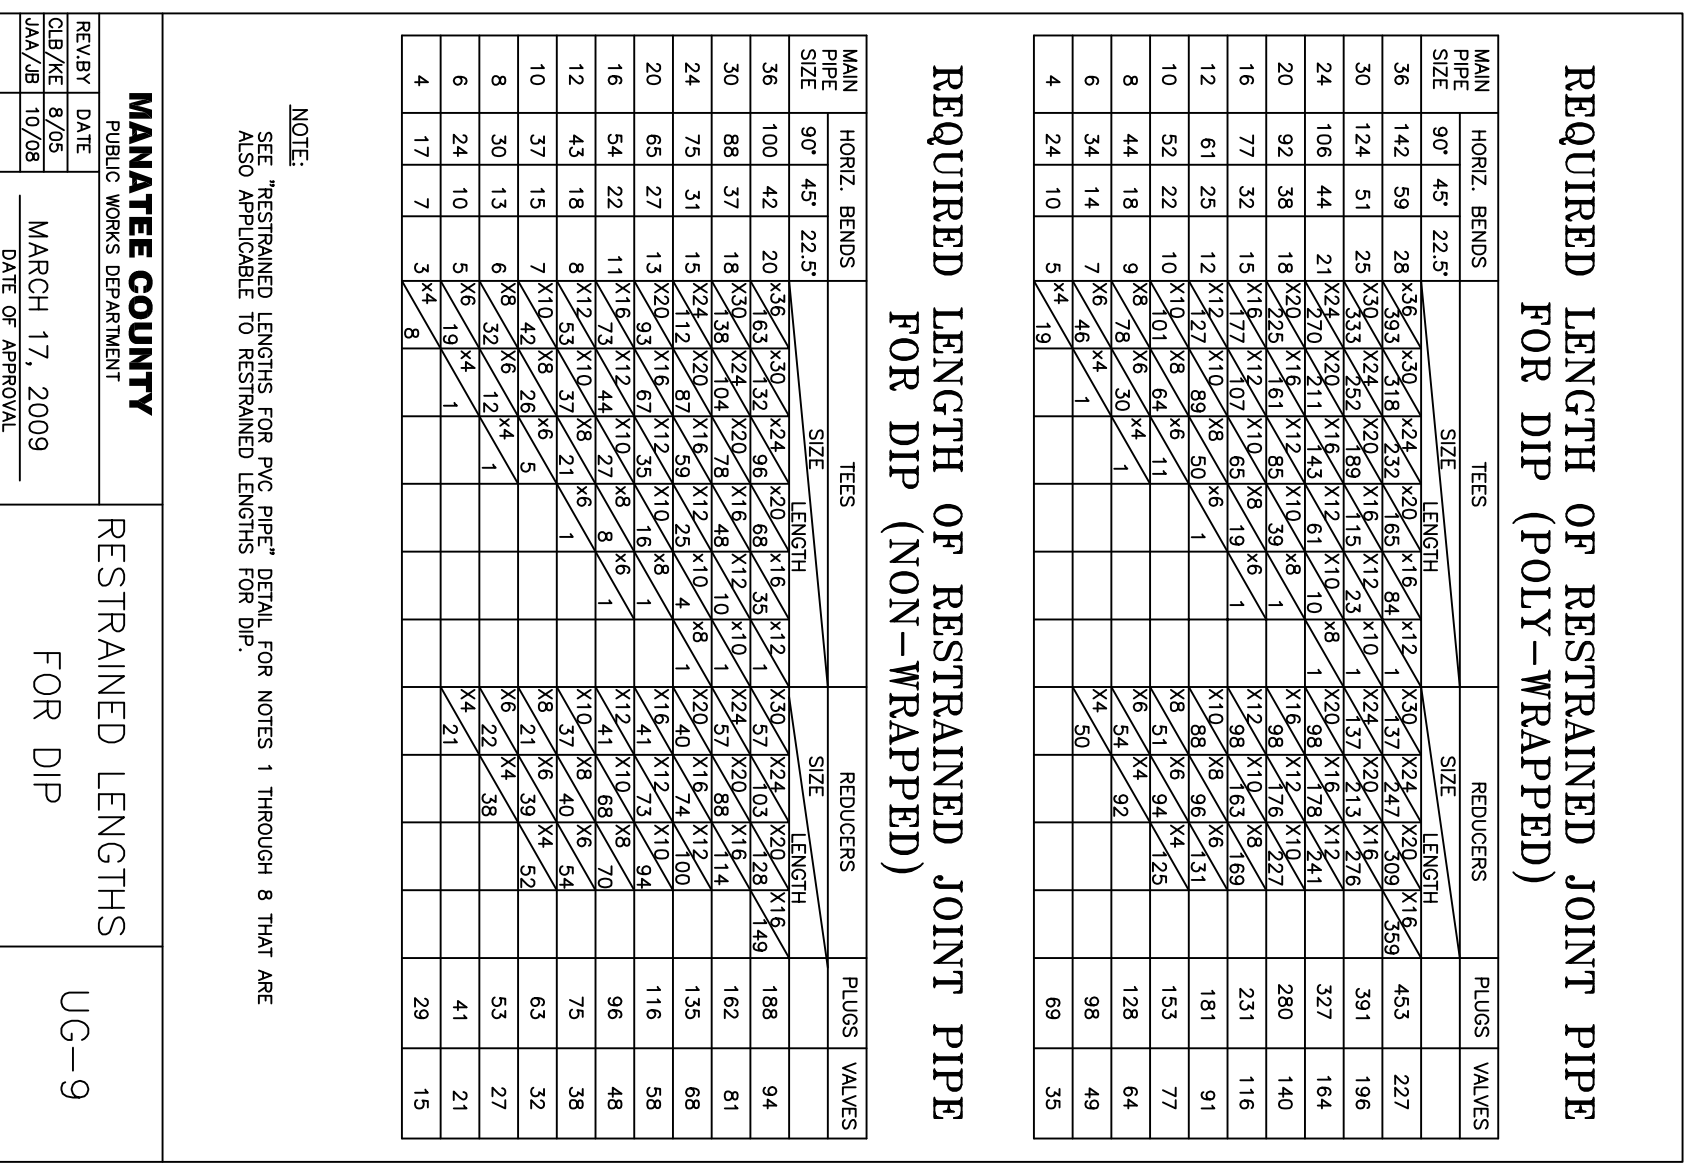 REQUIRED LENGTH OF RESTRAINED JOINT PIPE
FOR DIP (POLY-WRAPPED)
MAIN PIPE SIZE HORIZ. BENDS TEES REDUCERS PLUGS VALVES
90° 45° 22.5° SIZE LENGTH SIZE LENGTH
36 142 59 28 x36 393 x30 318 x24 232 x20 165 x16 84 x12 1 X30 137 X24 247 X20 309 X16 359 453 227
30 124 51 25 X30 333 X24 252 X20 189 X16 115 X12 23 x10 1 X24 137 X20 213 X16 276 391 196
24 106 44 21 X24 270 X20 211 X16 143 X12 61 X10 10 x8 1 X20 98 X16 178 X12 241 327 164
20 92 38 18 X20 225 X16 161 X12 85 X10 39 x8 1 X16 98 X12 176 X10 227 280 140
16 77 32 15 X16 177 X12 107 X10 65 X8 19 x6 1 X12 98 X10 163 X8 169 231 116
12 61 25 12 X12 127 X10 89 X8 50 x6 1 X10 88 X8 96 X6 131 181 91
10 52 22 10 X10 101 X8 64 x6 11 X8 51 X6 94 X4 125 153 77
8 44 18 9 X8 78 X6 30 x4 1 X6 54 X4 92 128 64
6 34 14 7 X6 46 x4 1 X4 50 98 49
4 24 10 5 x4 19 69 35
REQUIRED LENGTH OF RESTRAINED JOINT PIPE
FOR DIP (NON-WRAPPED)
MAIN PIPE SIZE HORIZ. BENDS TEES REDUCERS PLUGS VALVES
90° 45° 22.5° SIZE LENGTH SIZE LENGTH
36 100 42 20 x36 163 x30 132 x24 96 x20 68 x16 35 x12 1 X30 57 X24 103 X20 128 X16 149 188 94
30 88 37 18 X30 138 X24 104 X20 78 X16 48 X12 10 x10 1 X24 57 X20 88 X16 114 162 81
24 75 31 15 X24 112 X20 87 X16 59 X12 25 x10 4 x8 1 X20 40 X16 74 X12 100 135 68
20 65 27 13 X20 93 X16 67 X12 35 X10 16 x8 1 X16 41 X12 73 X10 94 116 58
16 54 22 11 X16 73 X12 44 X10 27 x8 8 x6 1 X12 41 X10 68 X8 70 96 48
12 43 18 8 X12 53 X10 37 X8 21 x6 1 X10 37 X8 40 X6 54 75 38
10 37 15 7 X10 42 X8 26 x6 5 X8 21 X6 39 X4 52 63 32
8 30 13 6 X8 32 X6 12 x4 1 X6 22 X4 38 53 27
6 24 10 5 X6 19 x4 1 X4 21 41 21
4 17 7 3 x4 8 29 15
NOTE:
SEE "RESTRAINED LENGTHS FOR PVC PIPE" DETAIL FOR NOTES 1 THROUGH 8 THAT ARE
ALSO APPLICABLE TO RESTRAINED LENGTHS FOR DIP.
MANATEE COUNTY
PUBLIC WORKS DEPARTMENT
REV.BY DATE
CLB/KE 8/05
JAA/JB 10/08
MARCH 17, 2009
DATE OF APPROVAL
RESTRAINED LENGTHS
FOR DIP
UG-9